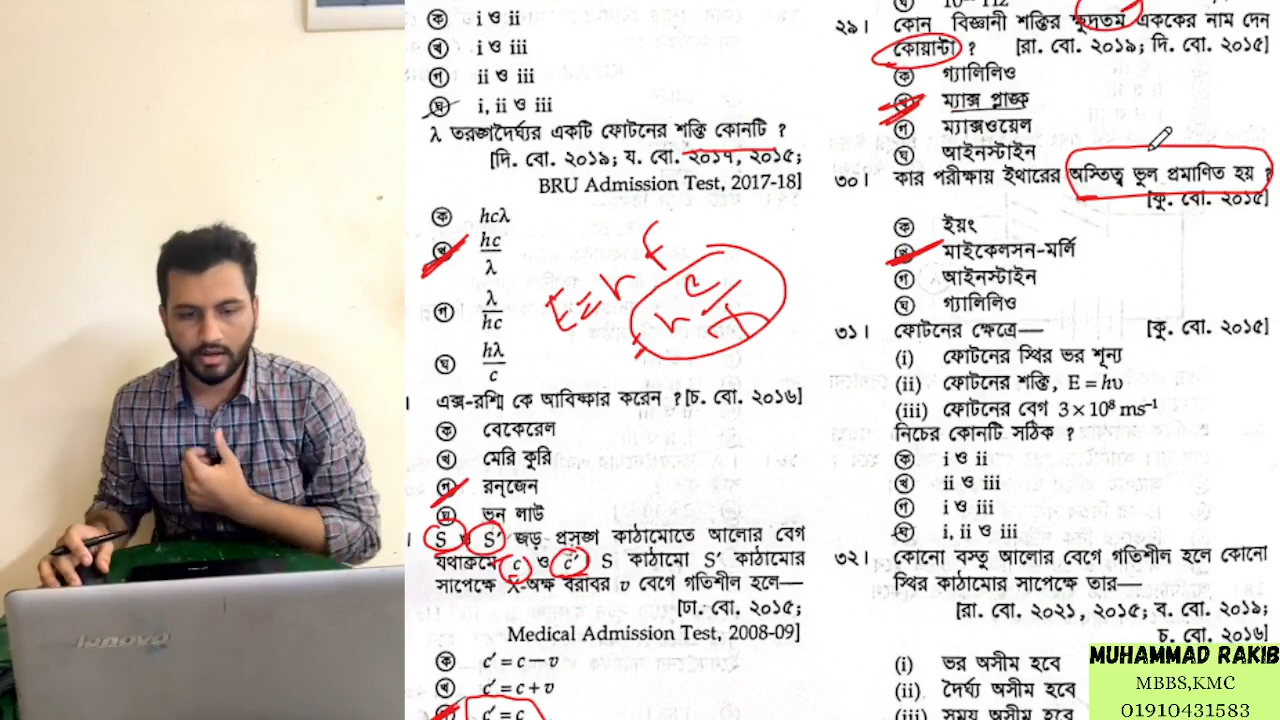 ক i ও ii
খ i ও iii
গ ii ও iii
ঘ i, ii ও iii
λ তরঙ্গদৈর্ঘ্যের একটি ফোটনের শক্তি কোনটি ?
[দি. বো. ২০১৯; য. বো. ২০১৭, ২০১৫;
BRU Admission Test, 2017-18]
ক hcλ
খ hc/λ
গ λ/hc
ঘ hλ/c
E = h f
h c/λ
এক্স-রশ্মি কে আবিষ্কার করেন ? [চ. বো. ২০১৬]
ক বেকেরেল
খ মেরি কুরি
গ রন্‌জেন
ঘ ভন লাউ
S ও S′ জড় প্রসঙ্গ কাঠামোতে আলোর বেগ
যথাক্রমে c ও c′ S কাঠামো S′ কাঠামোর
সাপেক্ষে X-অক্ষ বরাবর v বেগে গতিশীল হলে—
[ঢা. বো. ২০১৫;
Medical Admission Test, 2008-09]
ক c′ = c – v
খ c′ = c + v
c′ = c
২৯। কোন বিজ্ঞানী শক্তির ক্ষুদ্রতম এককের নাম দেন
কোয়ান্টা ? [রা. বো. ২০১৯; দি. বো. ২০১৫]
ক গ্যালিলিও
খ ম্যাক্স প্লাঙ্ক
গ ম্যাক্সওয়েল
ঘ আইনস্টাইন
৩০। কার পরীক্ষায় ইথারের অস্তিত্ব ভুল প্রমাণিত হয় ?
[কু. বো. ২০১৫]
ক ইয়ং
খ মাইকেলসন-মর্লি
গ আইনস্টাইন
ঘ গ্যালিলিও
৩১। ফোটনের ক্ষেত্রে— [কু. বো. ২০১৫]
(i) ফোটনের স্থির ভর শূন্য
(ii) ফোটনের শক্তি, E = hυ
(iii) ফোটনের বেগ 3 × 10⁸ ms⁻¹
নিচের কোনটি সঠিক ?
ক i ও ii
খ ii ও iii
গ i ও iii
ঘ i, ii ও iii
৩২। কোনো বস্তু আলোর বেগে গতিশীল হলে কোনো
স্থির কাঠামোর সাপেক্ষে তার—
[রা. বো. ২০২১, ২০১৫; ব. বো. ২০১৯;
চ. বো. ২০১৬]
(i) ভর অসীম হবে
(ii) দৈর্ঘ্য অসীম হবে
(iii) সময় অসীম হবে
MUHAMMAD RAKIB
MBBS,KMC
01910431583
lenovo